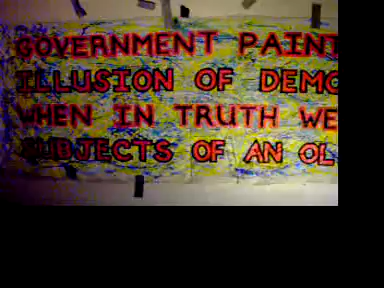 GOVERNMENT PAINT
ILLUSION OF DEMO
WHEN IN TRUTH WE
SUBJECTS OF AN OL